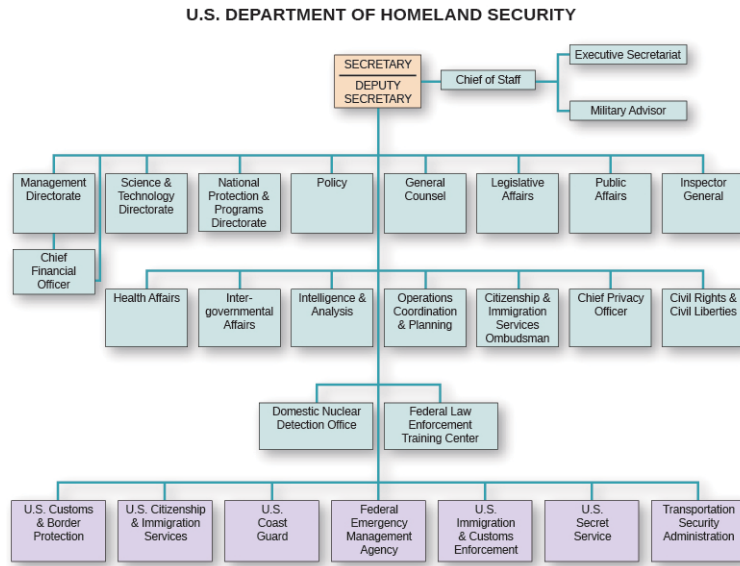 U.S. DEPARTMENT OF HOMELAND SECURITY
SECRETARY
DEPUTY
SECRETARY
Chief of Staff
Executive Secretariat
Military Advisor
Management
Directorate
Science &
Technology
Directorate
National
Protection &
Programs
Directorate
Policy
General
Counsel
Legislative
Affairs
Public
Affairs
Inspector
General
Chief
Financial
Officer
Health Affairs
Inter-
governmental
Affairs
Intelligence &
Analysis
Operations
Coordination
& Planning
Citizenship &
Immigration
Services
Ombudsman
Chief Privacy
Officer
Civil Rights &
Civil Liberties
Domestic Nuclear
Detection Office
Federal Law
Enforcement
Training Center
U.S. Customs
& Border
Protection
U.S. Citizenship
& Immigration
Services
U.S.
Coast
Guard
Federal
Emergency
Management
Agency
U.S.
Immigration
& Customs
Enforcement
U.S.
Secret
Service
Transportation
Security
Administration